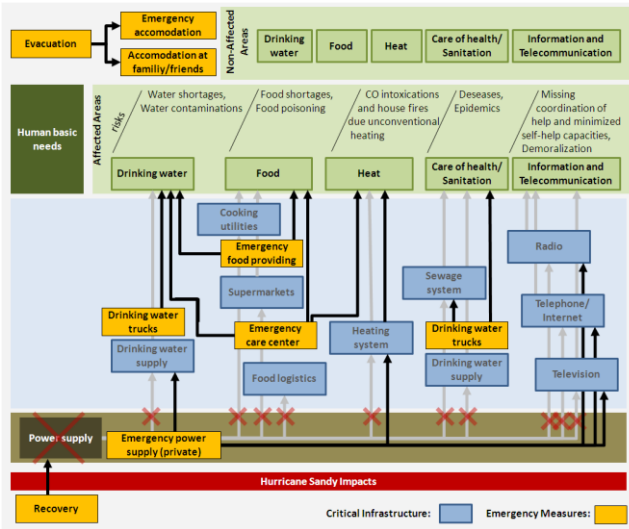 Evacuation
Emergency
accomodation
Accomodation at
familiy/friends
Non-Affected
Areas
Drinking
water
Food
Heat
Care of health/
Sanitation
Information and
Telecommunication
Human basic
needs
Affected Areas
risks
Water shortages,
Water contaminations
Food shortages,
Food poisoning
CO intoxications
and house fires
due unconventional
heating
Diseases,
Epidemics
Missing
coordination of
help and minimized
self-help capacities,
Demoralization
Drinking water
Food
Heat
Care of health/
Sanitation
Information and
Telecommunication
Cooking
utilities
Emergency
food providing
Radio
Supermarkets
Sewage
system
Drinking water
trucks
Emergency
care center
Heating
system
Drinking water
trucks
Telephone/
Internet
Drinking water
supply
Food logistics
Drinking water
supply
Television
Power supply
Emergency power
supply (private)
Hurricane Sandy Impacts
Recovery
Critical Infrastructure:
Emergency Measures: